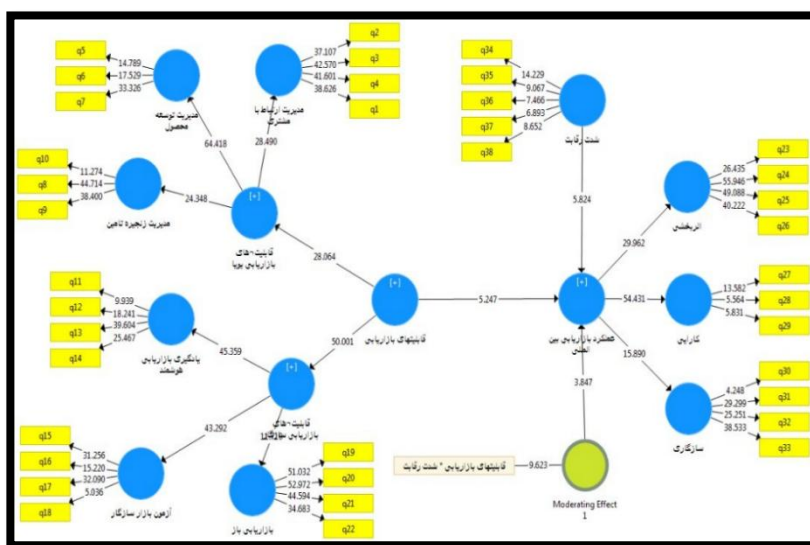 q5
q6
q7
14.789
17.529
33.326
مدیریت توسعه
محصول
64.418
q2
q3
q4
q1
37.107
42.570
41.601
38.626
مدیریت ارتباط با
مشتری
28.490
q10
q8
q9
11.274
44.714
38.400
مدیریت زنجیره تامین
24.348
[+]
قابلیت¬های
بازاریابی پویا
28.064
q34
q35
q36
q37
q38
14.229
9.067
7.466
6.893
8.652
شدت رقابت
5.824
q23
q24
q25
q26
26.435
55.946
49.088
40.222
اثربخشی
29.962
q11
q12
q13
q14
9.939
18.241
39.604
25.467
یادگیری بازاریابی
هوشمند
45.359
[+]
قابلیتهای بازاریابی
5.247
50.001
[+]
عملکرد بازاریابی بین
المللی
54.431
q27
q28
q29
13.582
5.564
5.831
کارایی
15.890
q30
q31
q32
q33
4.248
29.299
25.251
38.533
سازگاری
[+]
قابلیت¬های
بازاریابی سازگار
43.292
q15
q16
q17
q18
31.256
15.220
32.090
5.036
آزمون بازار سازگار
q19
q20
q21
q22
51.032
52.972
44.594
34.683
بازاریابی باز
3.847
قابلیتهای بازاریابی * شدت رقابت
9.623
Moderating Effect
1